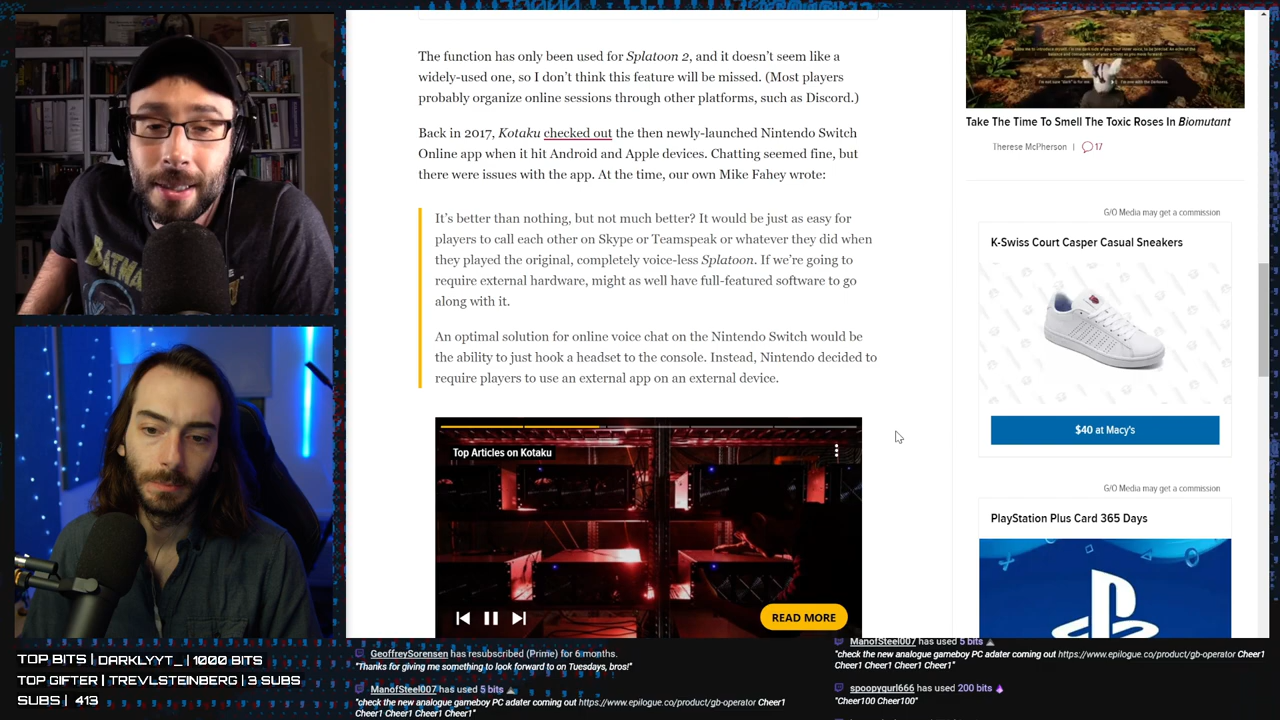 The function has only been used for Splatoon 2, and it doesn't seem like a
widely-used one, so I don't think this feature will be missed. (Most players
probably organize online sessions through other platforms, such as Discord.)
Back in 2017, Kotaku checked out the then newly-launched Nintendo Switch
Online app when it hit Android and Apple devices. Chatting seemed fine, but
there were issues with the app. At the time, our own Mike Fahey wrote:
It's better than nothing, but not much better? It would be just as easy for
players to call each other on Skype or Teamspeak or whatever they did when
they played the original, completely voice-less Splatoon. If we're going to
require external hardware, might as well have full-featured software to go
along with it.
An optimal solution for online voice chat on the Nintendo Switch would be
the ability to just hook a headset to the console. Instead, Nintendo decided to
require players to use an external app on an external device.
Top Articles on Kotaku
READ MORE
Take The Time To Smell The Toxic Roses In Biomutant
Therese McPherson | 17
G/O Media may get a commission
K-Swiss Court Casper Casual Sneakers
$40 at Macy's
G/O Media may get a commission
PlayStation Plus Card 365 Days
BATMAN
TOP BITS | DARKLYYT_ | 1000 BITS
TOP GIFTER | TREVLSTEINBERG | 3 SUBS
SUBS | 413
GeoffreySorensen has resubscribed (Prime) for 6 months.
"Thanks for giving me something to look forward to on Tuesdays, bros!"
ManofSteel007 has used 5 bits
"check the new analogue gameboy PC adater coming out https://www.epilogue.co/product/gb-operator Cheer1
Cheer1 Cheer1 Cheer1 Cheer1"
ManofSteel007 has used 5 bits
"check the new analogue gameboy PC adater coming out https://www.epilogue.co/product/gb-operator Cheer1
Cheer1 Cheer1 Cheer1 Cheer1"
spoopygurl666 has used 200 bits
"Cheer100 Cheer100"